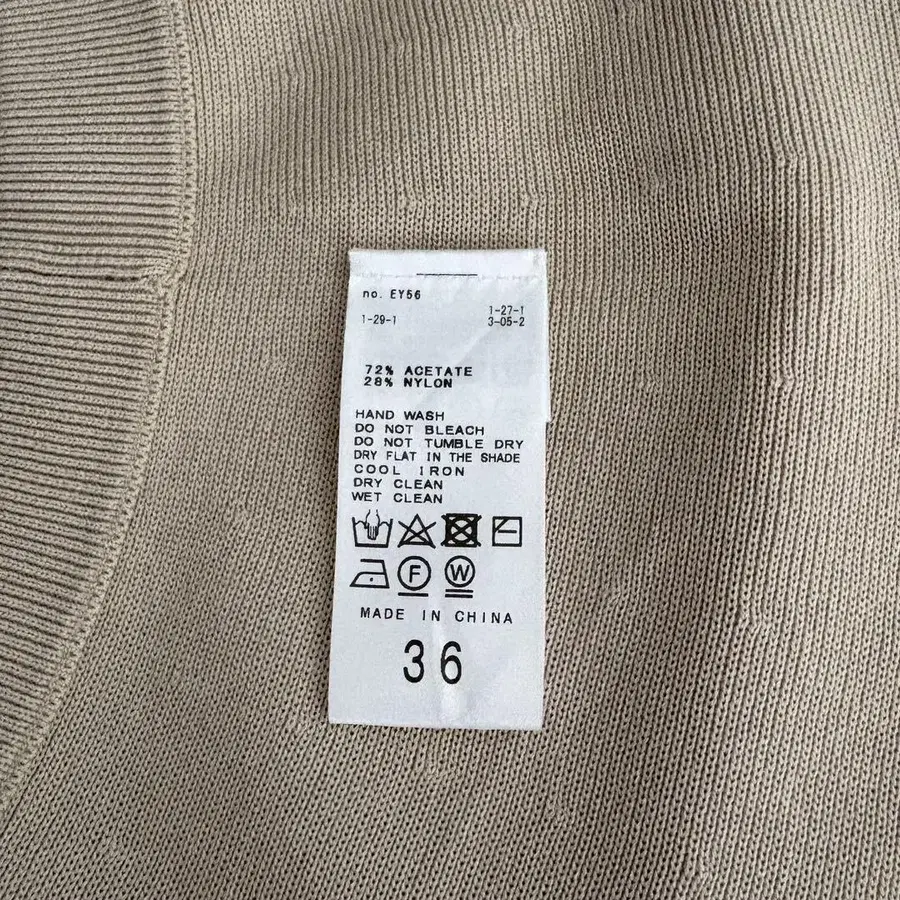 no. EY56
1-27-1
1-29-1
3-05-2
72% ACETATE
28% NYLON
HAND WASH
DO NOT BLEACH
DO NOT TUMBLE DRY
DRY FLAT IN THE SHADE
COOL IRON
DRY CLEAN
WET CLEAN
F W
MADE IN CHINA
36